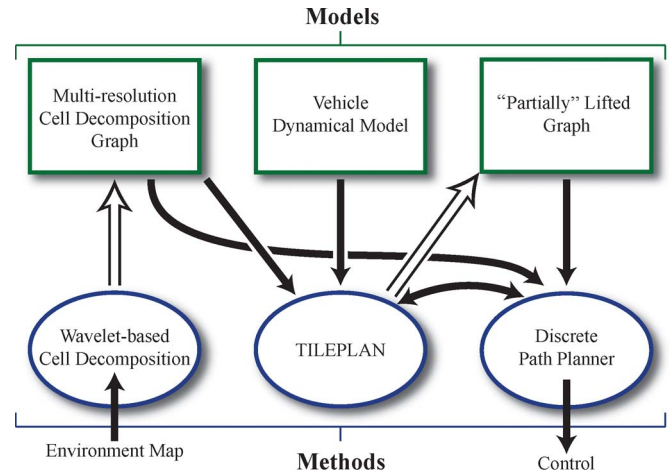 Models
Multi-resolution
Cell Decomposition
Graph
Vehicle
Dynamical Model
“Partially” Lifted
Graph
Wavelet-based
Cell Decomposition
TILEPLAN
Discrete
Path Planner
Environment Map
Methods
Control